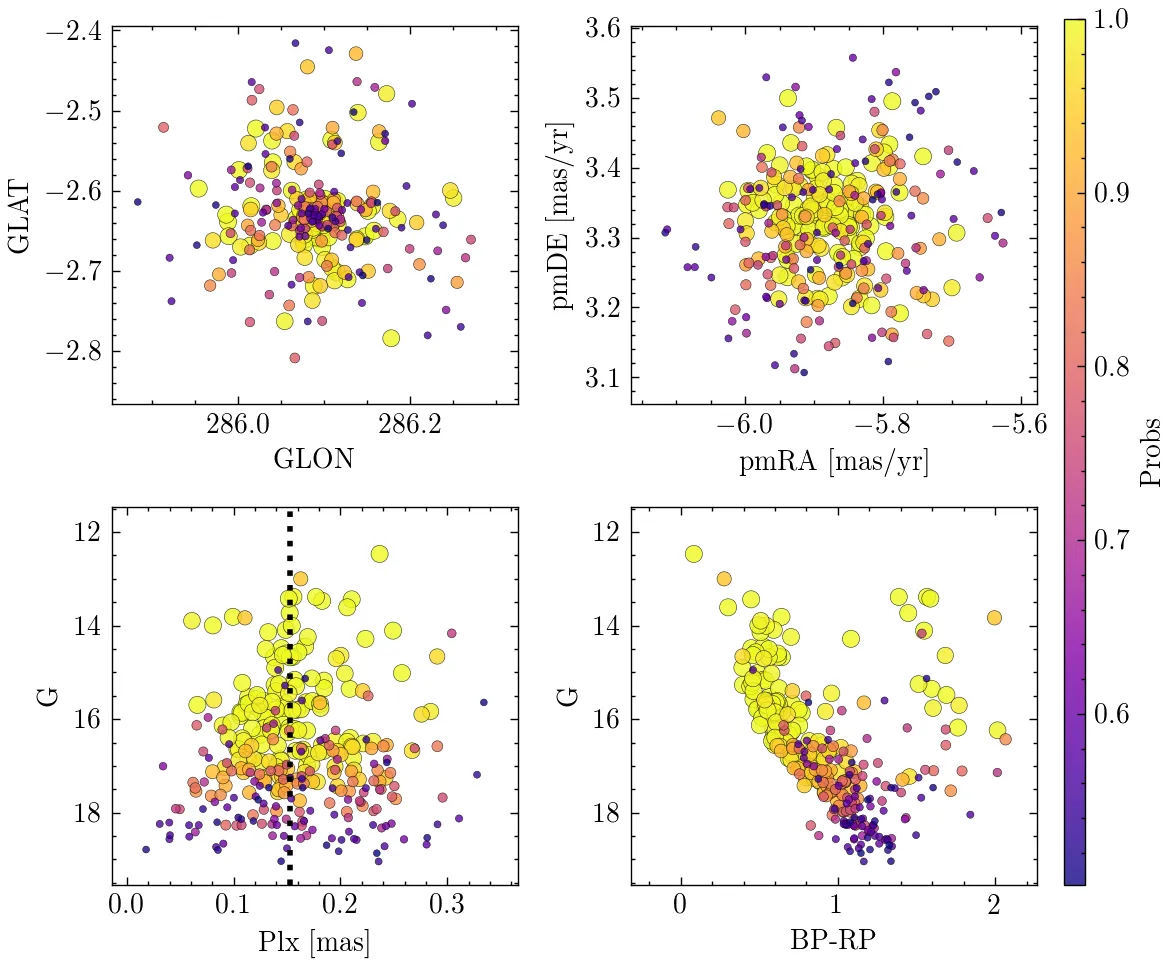 −2.4
−2.5
−2.6
−2.7
−2.8
GLAT
286.0 286.2
GLON
3.6
3.5
3.4
3.3
3.2
3.1
pmDE [mas/yr]
−6.0 −5.8 −5.6
pmRA [mas/yr]
12
14
16
18
G
0.0 0.1 0.2 0.3
Plx [mas]
12
14
16
18
G
0 1 2
BP-RP
1.0
0.9
0.8
0.7
0.6
Probs